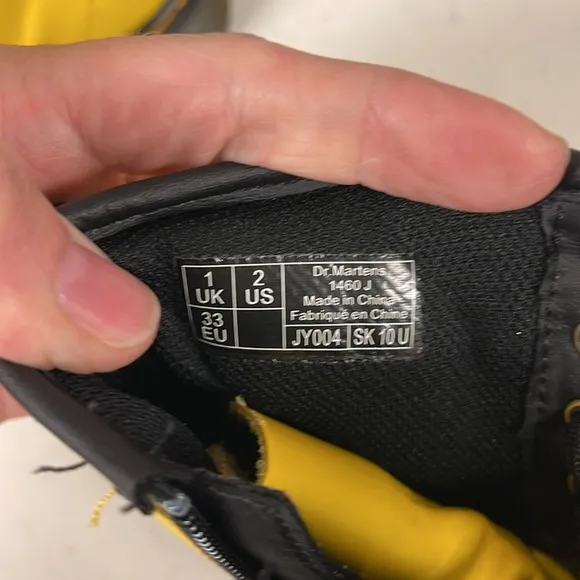 1 UK
2 US
33 EU
Dr.Martens
1460 J
Made in China
Fabriqué en Chine
JY004
SK 10 U